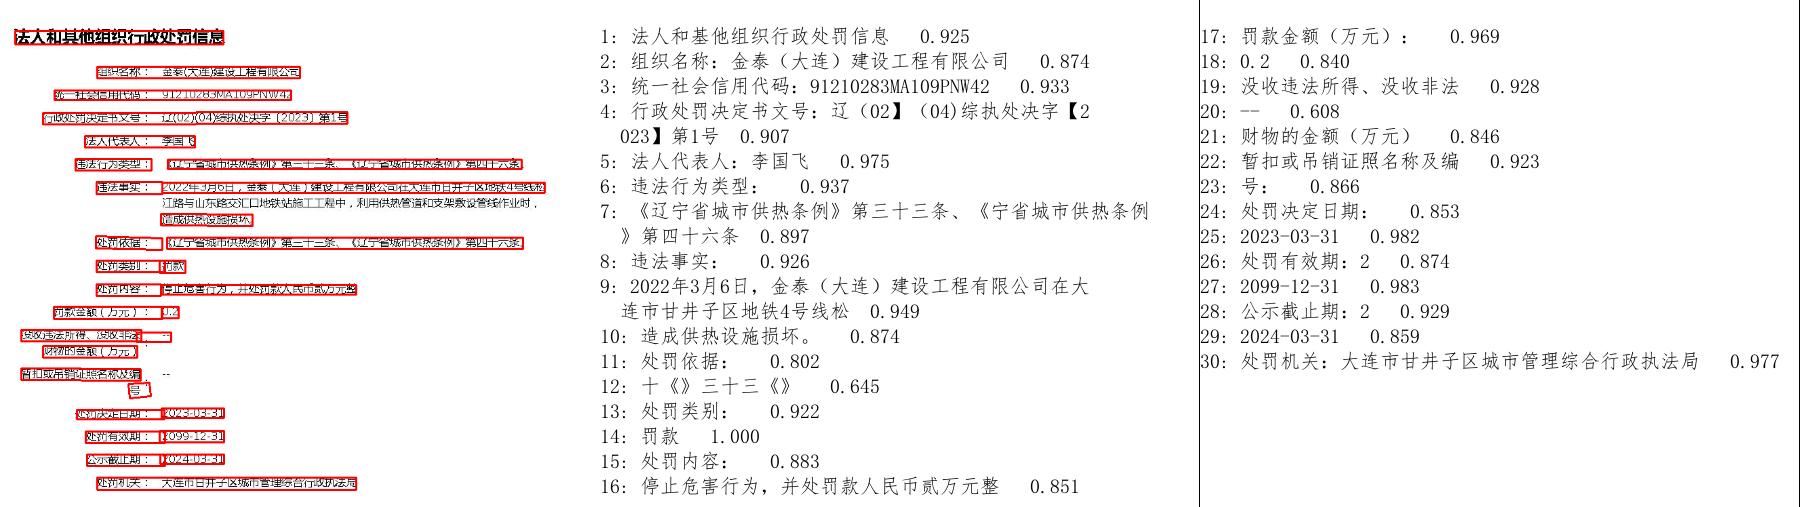 法人和其他组织行政处罚信息
组织名称： 金泰(大连)建设工程有限公司
统一社会信用代码： 91210283MA109PNW42
行政处罚决定书文号： 辽(02)(04)综执处决字〔2023〕第1号
法人代表人： 李国飞
违法行为类型： 《辽宁省城市供热条例》第三十三条、《辽宁省城市供热条例》第四十六条
违法事实： 2022年3月6日，金泰（大连）建设工程有限公司在大连市甘井子区地铁4号线松
江路与山东路交汇口地铁站施工工程中，利用供热管道和支架敷设管线作业时，
造成供热设施损坏。
处罚依据： 《辽宁省城市供热条例》第三十三条、《辽宁省城市供热条例》第四十六条
处罚类别： 罚款
处罚内容： 停止危害行为，并处罚款人民币贰万元整
罚款金额（万元）： 0.2
没收违法所得、没收非法 --
财物的金额（万元）：
暂扣或吊销证照名称及编 --
号：
处罚决定日期： 2023-03-31
处罚有效期： 2099-12-31
公示截止期： 2024-03-31
处罚机关： 大连市甘井子区城市管理综合行政执法局
1: 法人和基他组织行政处罚信息 0.925
2: 组织名称: 金泰（大连）建设工程有限公司 0.874
3: 统一社会信用代码: 91210283MA109PNW42 0.933
4: 行政处罚决定书文号: 辽（02】（04)综执处决字【2
023】第1号 0.907
5: 法人代表人: 李国飞 0.975
6: 违法行为类型: 0.937
7: 《辽宁省城市供热条例》第三十三条、《宁省城市供热条例
》第四十六条 0.897
8: 违法事实: 0.926
9: 2022年3月6日，金泰（大连）建设工程有限公司在大
连市甘井子区地铁4号线松 0.949
10: 造成供热设施损坏。 0.874
11: 处罚依据: 0.802
12: 十《》三十三《》 0.645
13: 处罚类别: 0.922
14: 罚款 1.000
15: 处罚内容: 0.883
16: 停止危害行为，并处罚款人民币贰万元整 0.851
17: 罚款金额（万元）: 0.969
18: 0.2 0.840
19: 没收违法所得、没收非法 0.928
20: -- 0.608
21: 财物的金额（万元） 0.846
22: 暂扣或吊销证照名称及编 0.923
23: 号: 0.866
24: 处罚决定日期: 0.853
25: 2023-03-31 0.982
26: 处罚有效期: 2 0.874
27: 2099-12-31 0.983
28: 公示截止期: 2 0.929
29: 2024-03-31 0.859
30: 处罚机关: 大连市甘井子区城市管理综合行政执法局 0.977